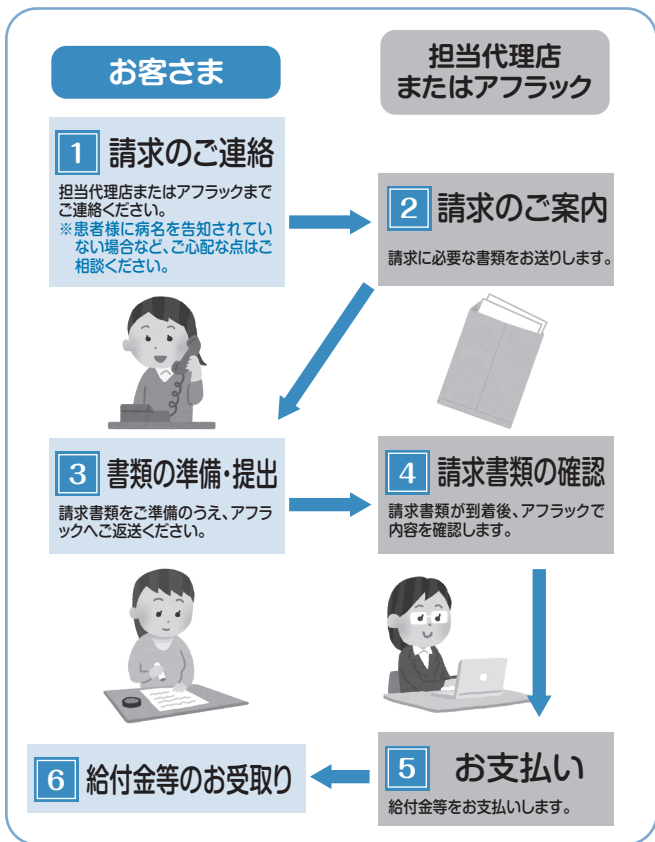 お客さま
担当代理店
またはアフラック
1 請求のご連絡
担当代理店またはアフラックまで
ご連絡ください。
※患者様に病名を告知されてい
ない場合など、ご心配な点はご
相談ください。
2 請求のご案内
請求に必要な書類をお送りします。
3 書類の準備・提出
請求書類をご準備のうえ、アフラ
ックへご返送ください。
4 請求書類の確認
請求書類が到着後、アフラックで
内容を確認します。
5 お支払い
給付金等をお支払いします。
6 給付金等のお受取り